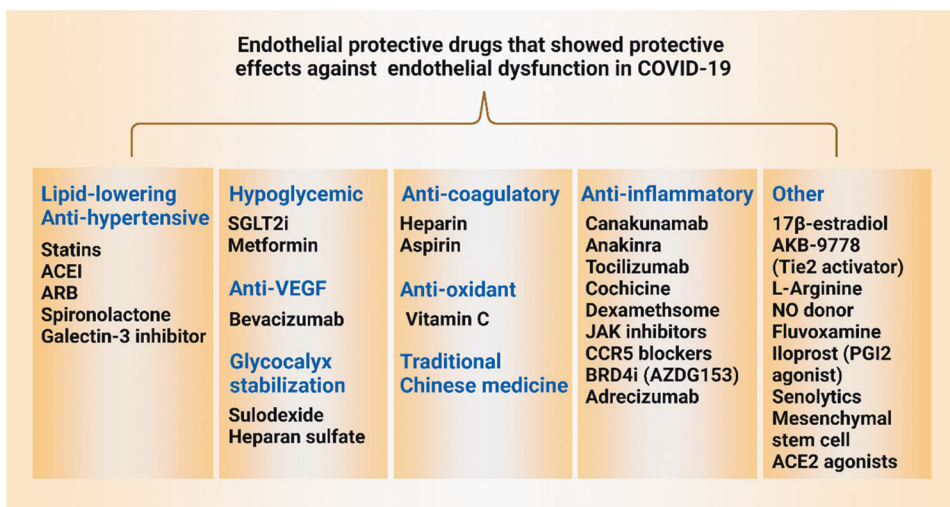 Endothelial protective drugs that showed protective
effects against endothelial dysfunction in COVID-19
Lipid-lowering
Anti-hypertensive
Statins
ACEI
ARB
Spironolactone
Galectin-3 inhibitor
Hypoglycemic
SGLT2i
Metformin
Anti-VEGF
Bevacizumab
Glycocalyx
stabilization
Sulodexide
Heparan sulfate
Anti-coagulatory
Heparin
Aspirin
Anti-oxidant
Vitamin C
Traditional
Chinese medicine
Anti-inflammatory
Canakunamab
Anakinra
Tocilizumab
Cochicine
Dexamethsome
JAK inhibitors
CCR5 blockers
BRD4i (AZDG153)
Adrecizumab
Other
17β-estradiol
AKB-9778
(Tie2 activator)
L-Arginine
NO donor
Fluvoxamine
Iloprost (PGI2
agonist)
Senolytics
Mesenchymal
stem cell
ACE2 agonists